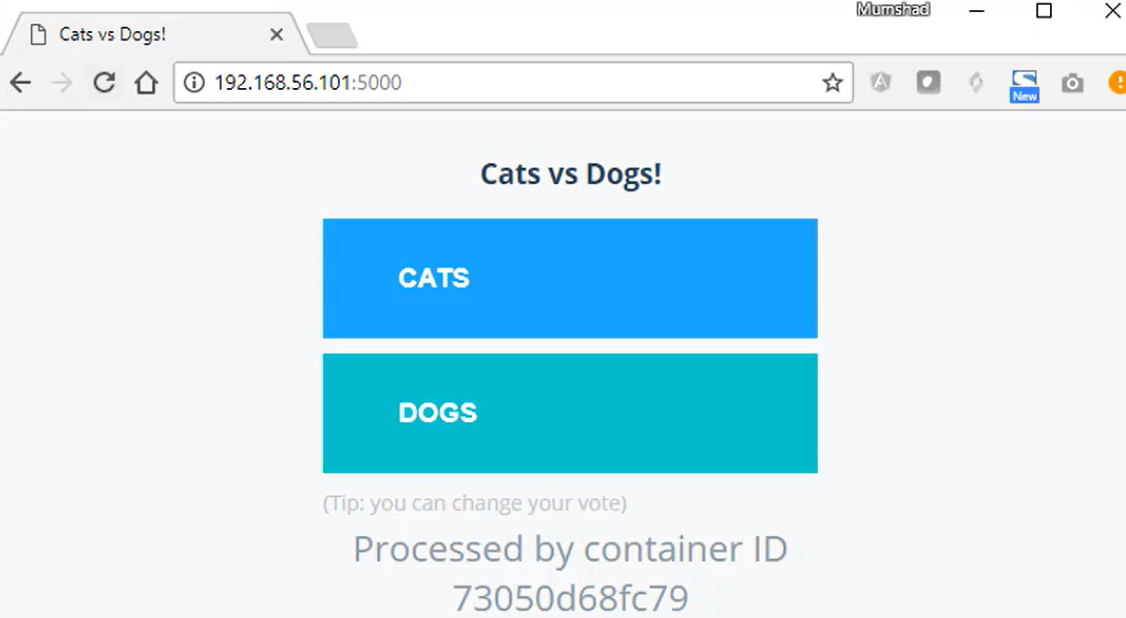 Mumshad
Cats vs Dogs!
192.168.56.101:5000
New
Cats vs Dogs!
CATS
DOGS
(Tip: you can change your vote)
Processed by container ID
73050d68fc79